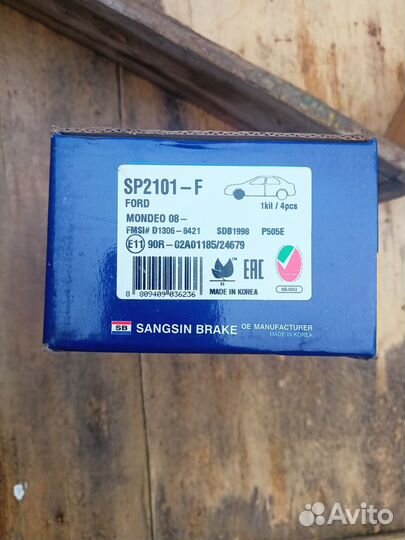 SP2101-F
FORD
1kit / 4pcs
MONDEO 08-
FMSI# D1306-8421 SDB1998 P505E
E11 90R-02A01185/24679
N
EAC
MADE IN KOREA
8 809409 036236
SB SANGSIN BRAKE OE MANUFACTURER
MADE IN KOREA
Avito